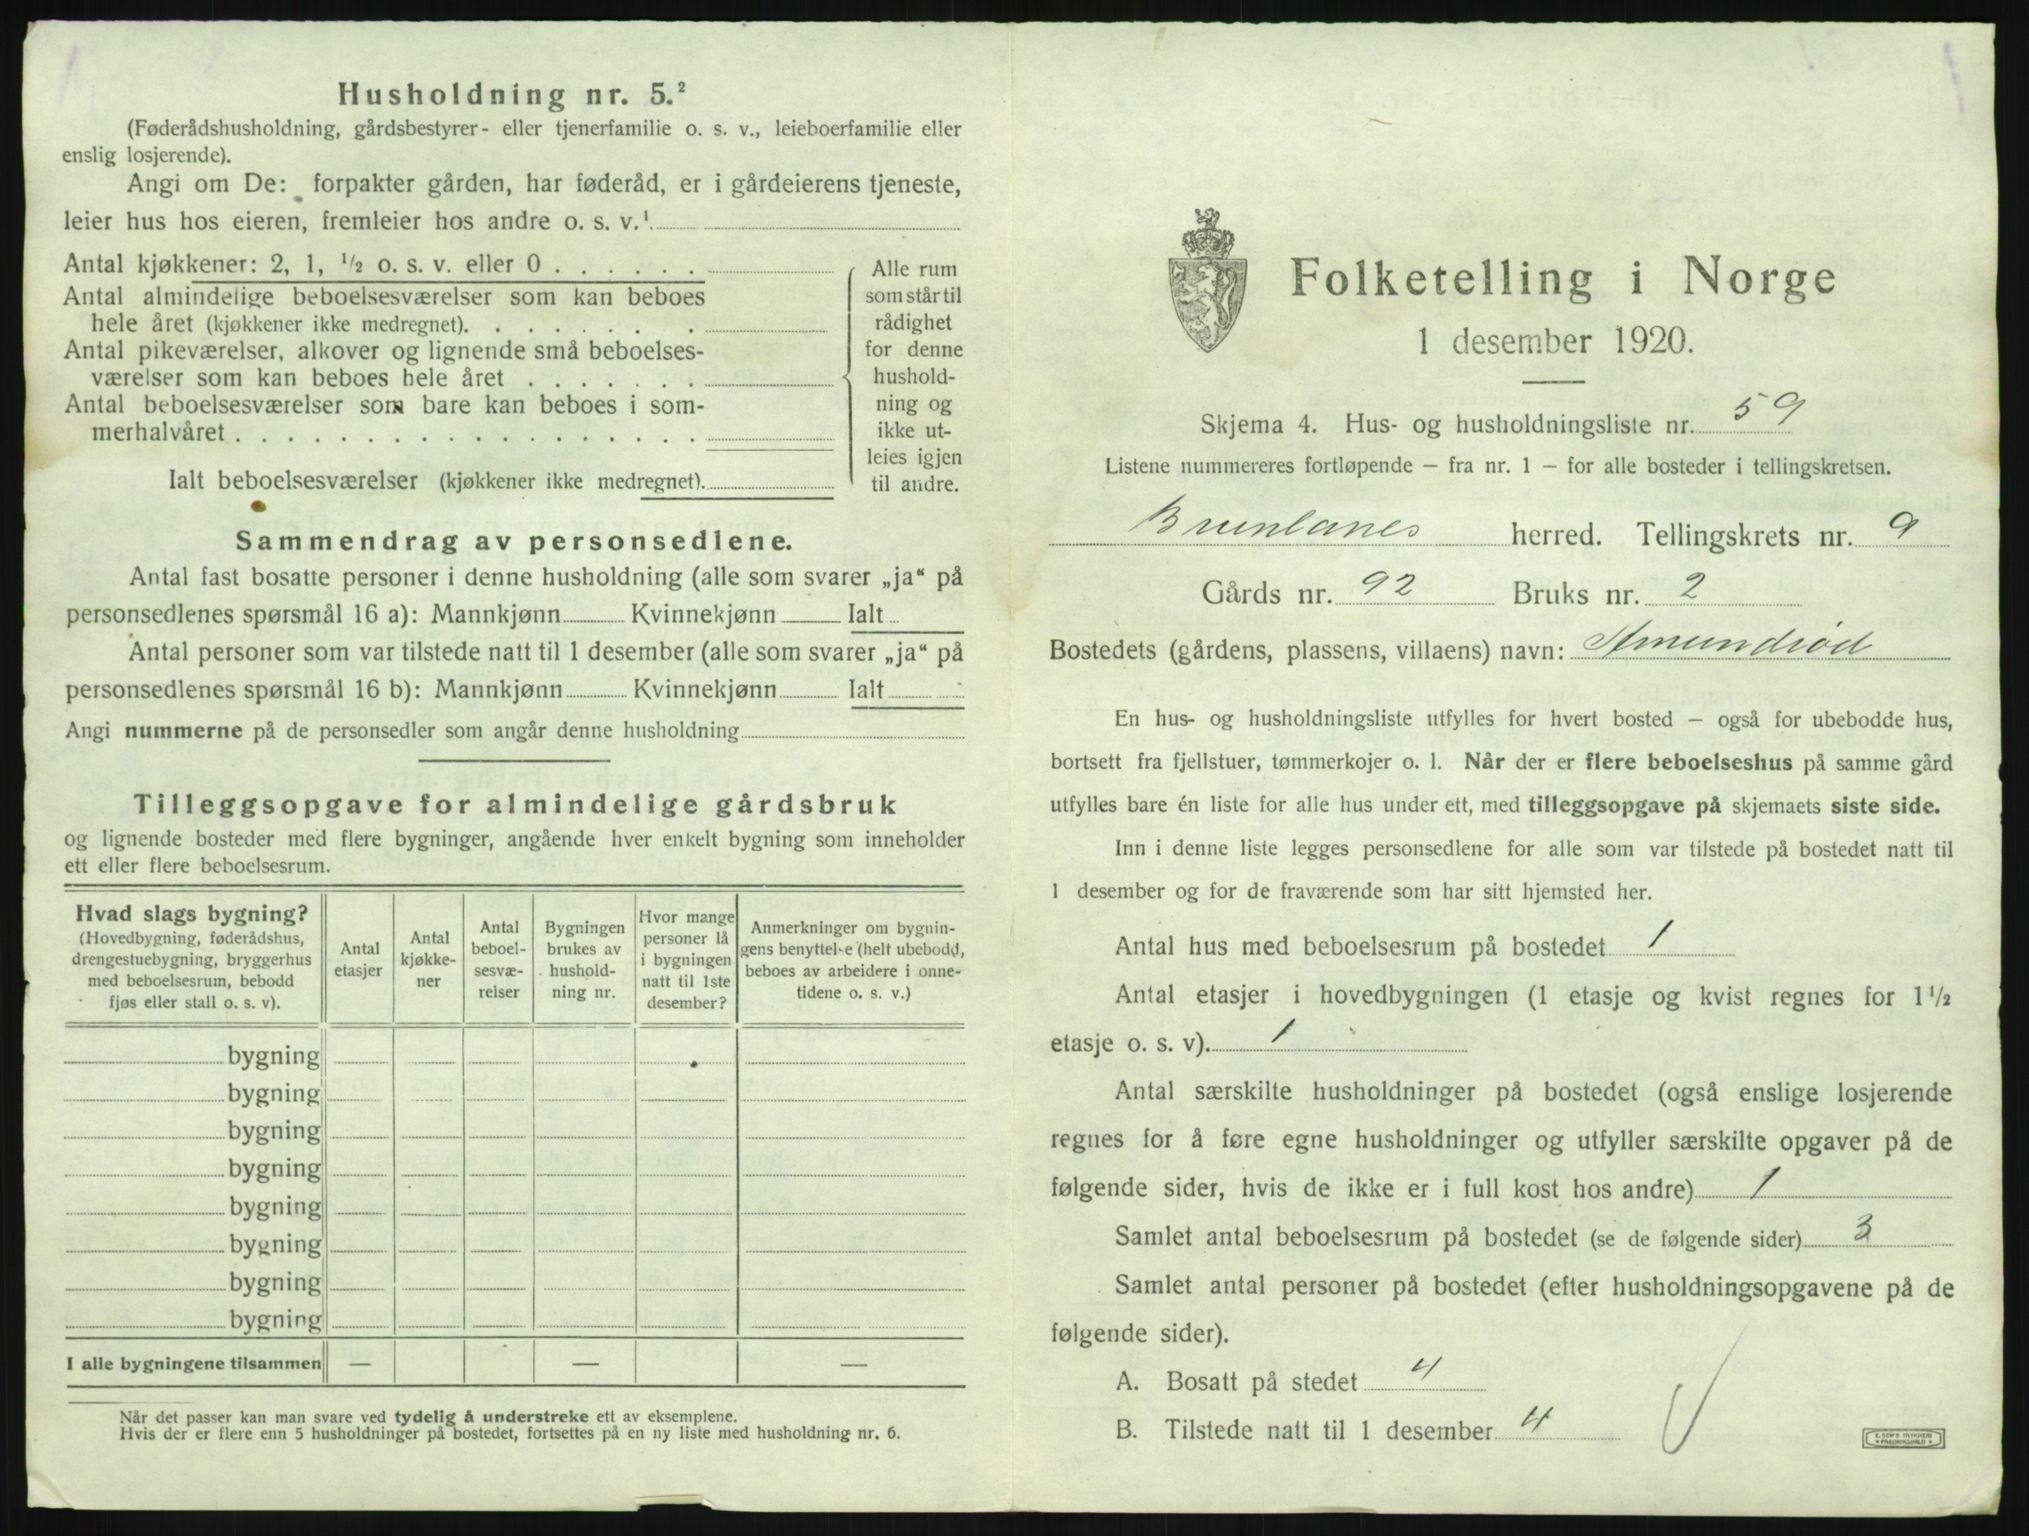 Husholdning nr. 5.²
(Føderådshusholdning, gårdsbestyrer- eller tjenerfamilie o. s. v., leieboerfamilie eller
enslig losjerende).
Angi om De: forpakter gården, har føderåd, er i gårdeierens tjeneste,
leier hus hos eieren, fremleier hos andre o. s. v.¹
Antal kjøkkener: 2, 1, ½ o. s. v. eller 0 . . . . . .
Antal almindelige beboelsesværelser som kan beboes
hele året (kjøkkener ikke medregnet). . . . . . . .
Antal pikeværelser, alkover og lignende små beboelses-
værelser som kan beboes hele året . . . . . . .
Antal beboelsesværelser som bare kan beboes i som-
merhalvåret . . . . . . . . . . . . . . . . . .
Ialt beboelsesværelser (kjøkkener ikke medregnet).
Alle rum
som står til
rådighet
for denne
hushold-
ning og
ikke ut-
leies igjen
til andre.
Sammendrag av personsedlene.
Antal fast bosatte personer i denne husholdning (alle som svarer „ja“ på
personsedlenes spørsmål 16 a): Mannkjønn Kvinnekjønn Ialt
Antal personer som var tilstede natt til 1 desember (alle som svarer „ja“ på
personsedlenes spørsmål 16 b): Mannkjønn Kvinnekjønn Ialt
Angi nummerne på de personsedler som angår denne husholdning
Tilleggsopgave for almindelige gårdsbruk
og lignende bosteder med flere bygninger, angående hver enkelt bygning som inneholder
ett eller flere beboelsesrum.
Hvad slags bygning?
(Hovedbygning, føderådshus,
drengestuebygning, bryggerhus
med beboelsesrum, bebodd
fjøs eller stall o. s. v).
Antal
etasjer
Antal
kjøkke-
ner
Antal
beboel-
sesvæ-
relser
Bygningen
brukes av
hushold-
ning nr.
Hvor mange
personer lå
i bygningen
natt til 1ste
desember?
Anmerkninger om bygnin-
gens benyttelse (helt ubebodd,
beboes av arbeidere i onne-
tidene o. s. v.)
bygning
bygning
bygning
bygning
bygning
bygning
bygning
bygning
I alle bygningene tilsammen — — —
Når det passer kan man svare ved tydelig å understreke ett av eksemplene.
Hvis der er flere enn 5 husholdninger på bostedet, fortsettes på en ny liste med husholdning nr. 6.
Folketelling i Norge
1 desember 1920.
Skjema 4. Hus- og husholdningsliste nr. 59
Listene nummereres fortløpende – fra nr. 1 – for alle bosteder i tellingskretsen.
Brunlanes herred. Tellingskrets nr. 9
Gårds nr. 92 Bruks nr. 2
Bostedets (gårdens, plassens, villaens) navn: Amundrød
En hus- og husholdningsliste utfylles for hvert bosted – også for ubebodde hus,
bortsett fra fjellstuer, tømmerkojer o. l. Når der er flere beboelseshus på samme gård
utfylles bare én liste for alle hus under ett, med tilleggsopgave på skjemaets siste side.
Inn i denne liste legges personsedlene for alle som var tilstede på bostedet natt til
1 desember og for de fraværende som har sitt hjemsted her.
Antal hus med beboelsesrum på bostedet 1
Antal etasjer i hovedbygningen (1 etasje og kvist regnes for 1½
etasje o. s. v). 1
Antal særskilte husholdninger på bostedet (også enslige losjerende
regnes for å føre egne husholdninger og utfyller særskilte opgaver på de
følgende sider, hvis de ikke er i full kost hos andre) 1
Samlet antal beboelsesrum på bostedet (se de følgende sider) 3
Samlet antal personer på bostedet (efter husholdningsopgavene på de
følgende sider).
A. Bosatt på stedet 4
B. Tilstede natt til 1 desember 4